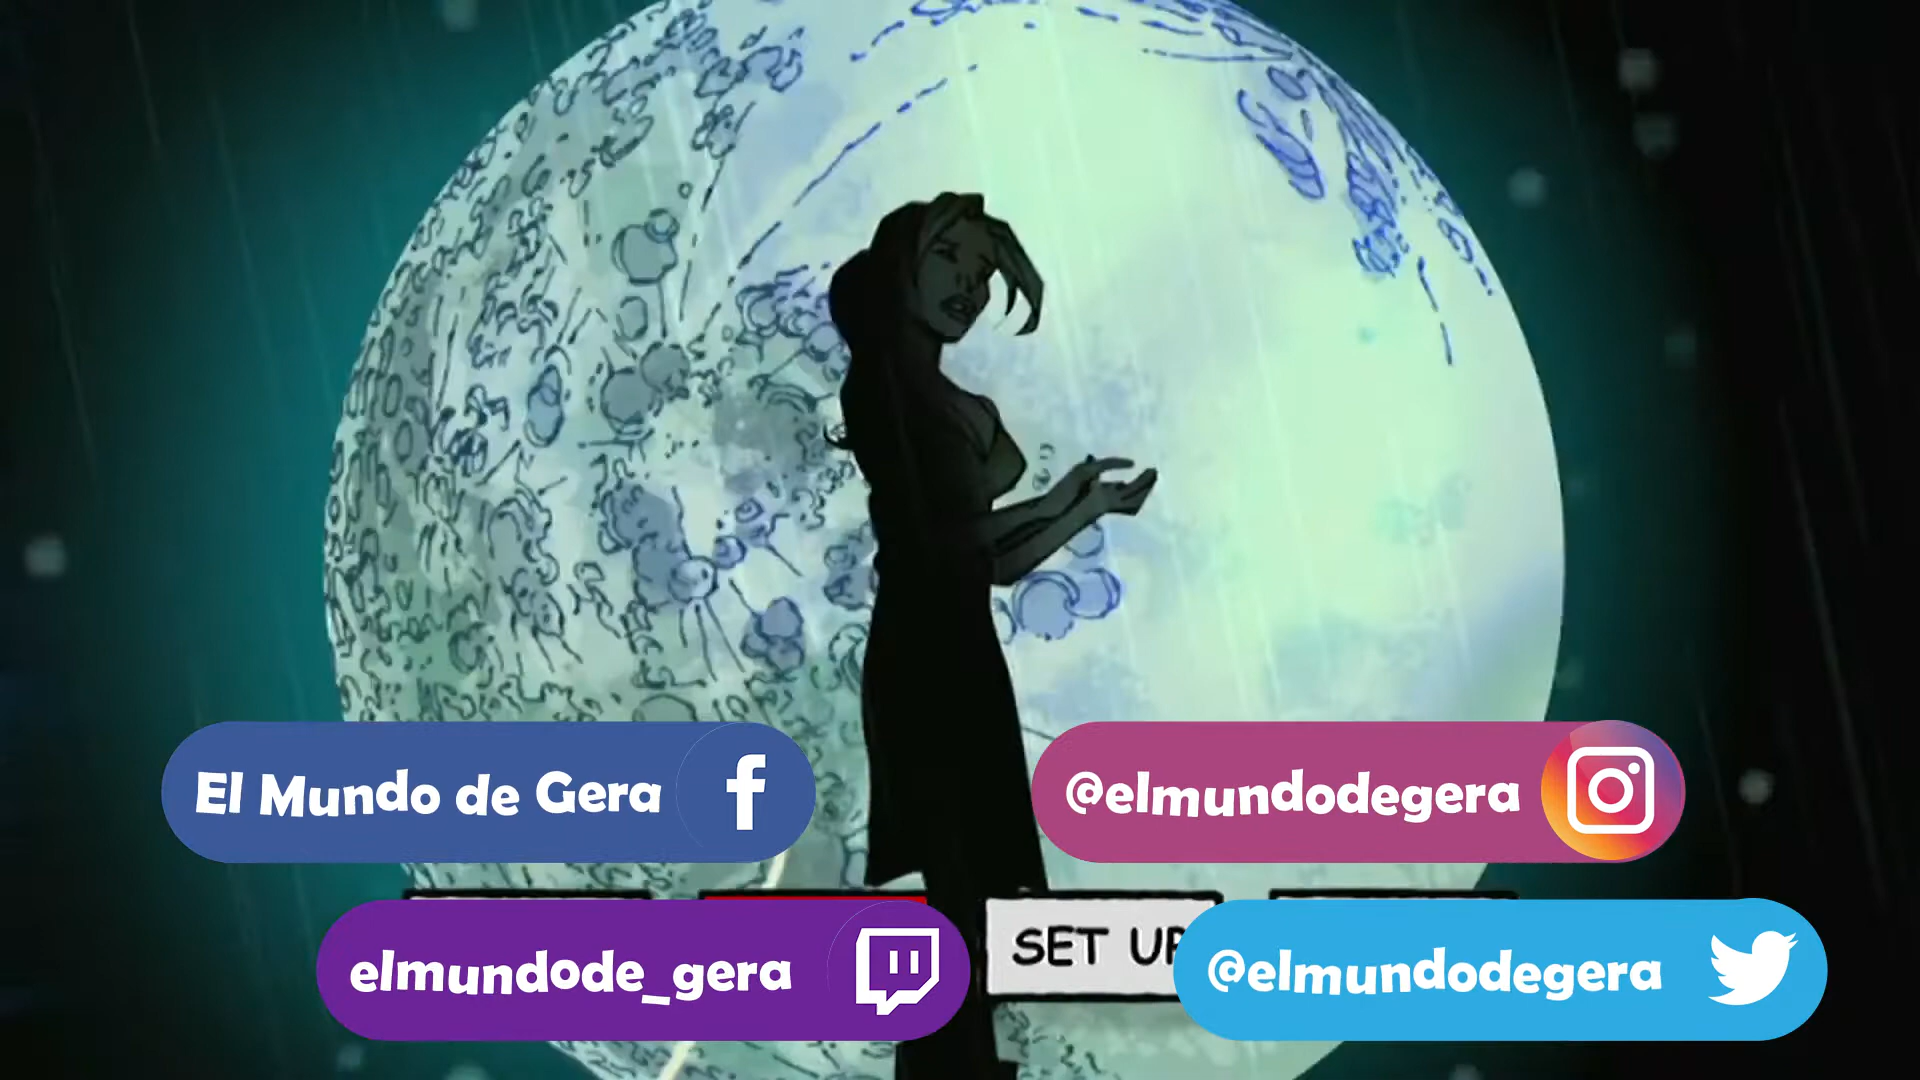 El Mundo de Gera
@elmundodegera
elmundode_gera
SET UP
@elmundodegera